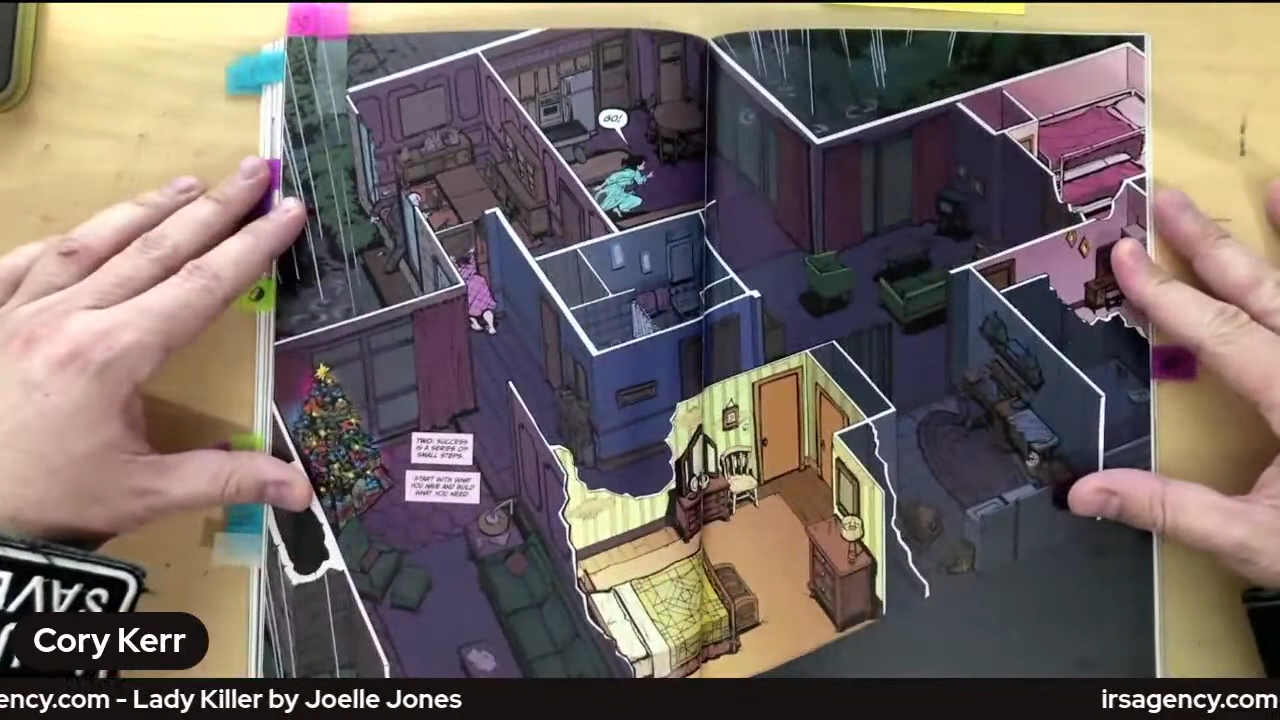 GO!
TWO: SUCCESS
IS A SERIES OF
SMALL STEPS.
START WITH WHAT
YOU HAVE AND BUILD
WHAT YOU NEED.
SAVE
Cory Kerr
ency.com - Lady Killer by Joelle Jones
irsagency.com